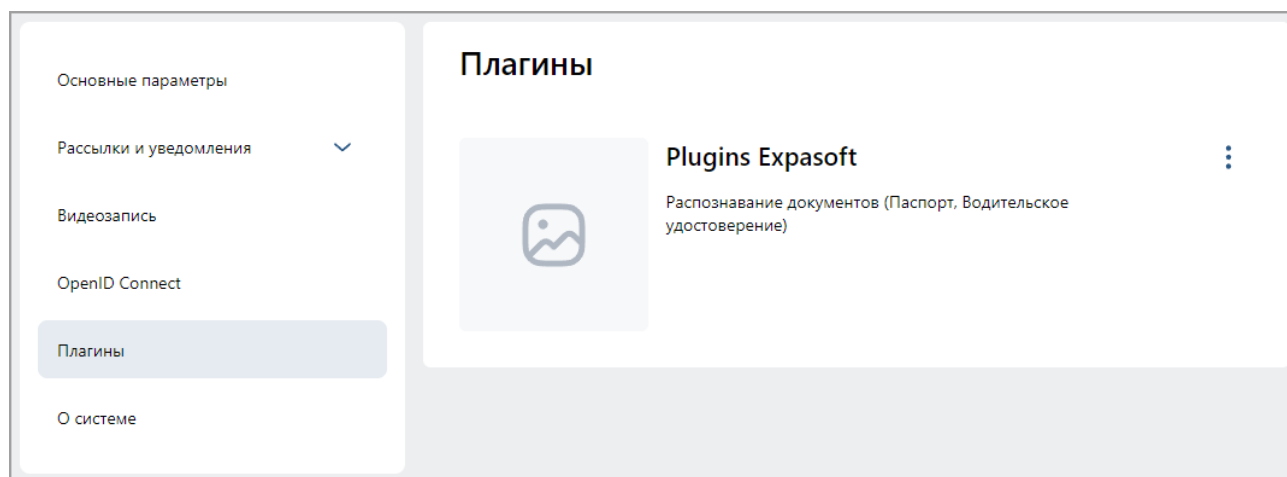 Основные параметры
Рассылки и уведомления
Видеозапись
OpenID Connect
Плагины
О системе
Плагины
Plugins Expasoft
Распознавание документов (Паспорт, Водительское
удостоверение)